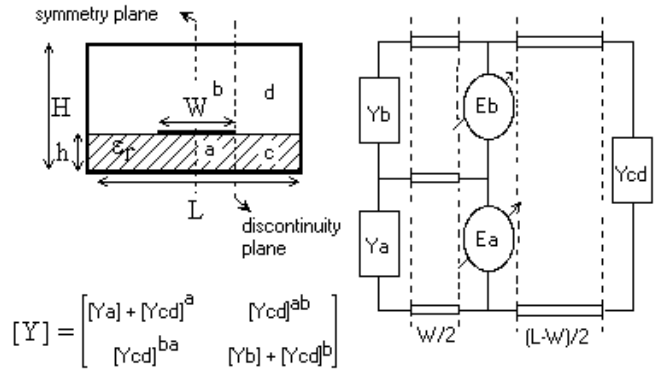 symmetry plane
b
d
H
W
h
εr
a
c
L
discontinuity
plane
Yb
Eb
Ycd
Ya
Ea
W/2
(L-W)/2
[Y] = [Ya] + [Ycd]a [Ycd]ab
[Ycd]ba [Yb] + [Ycd]b